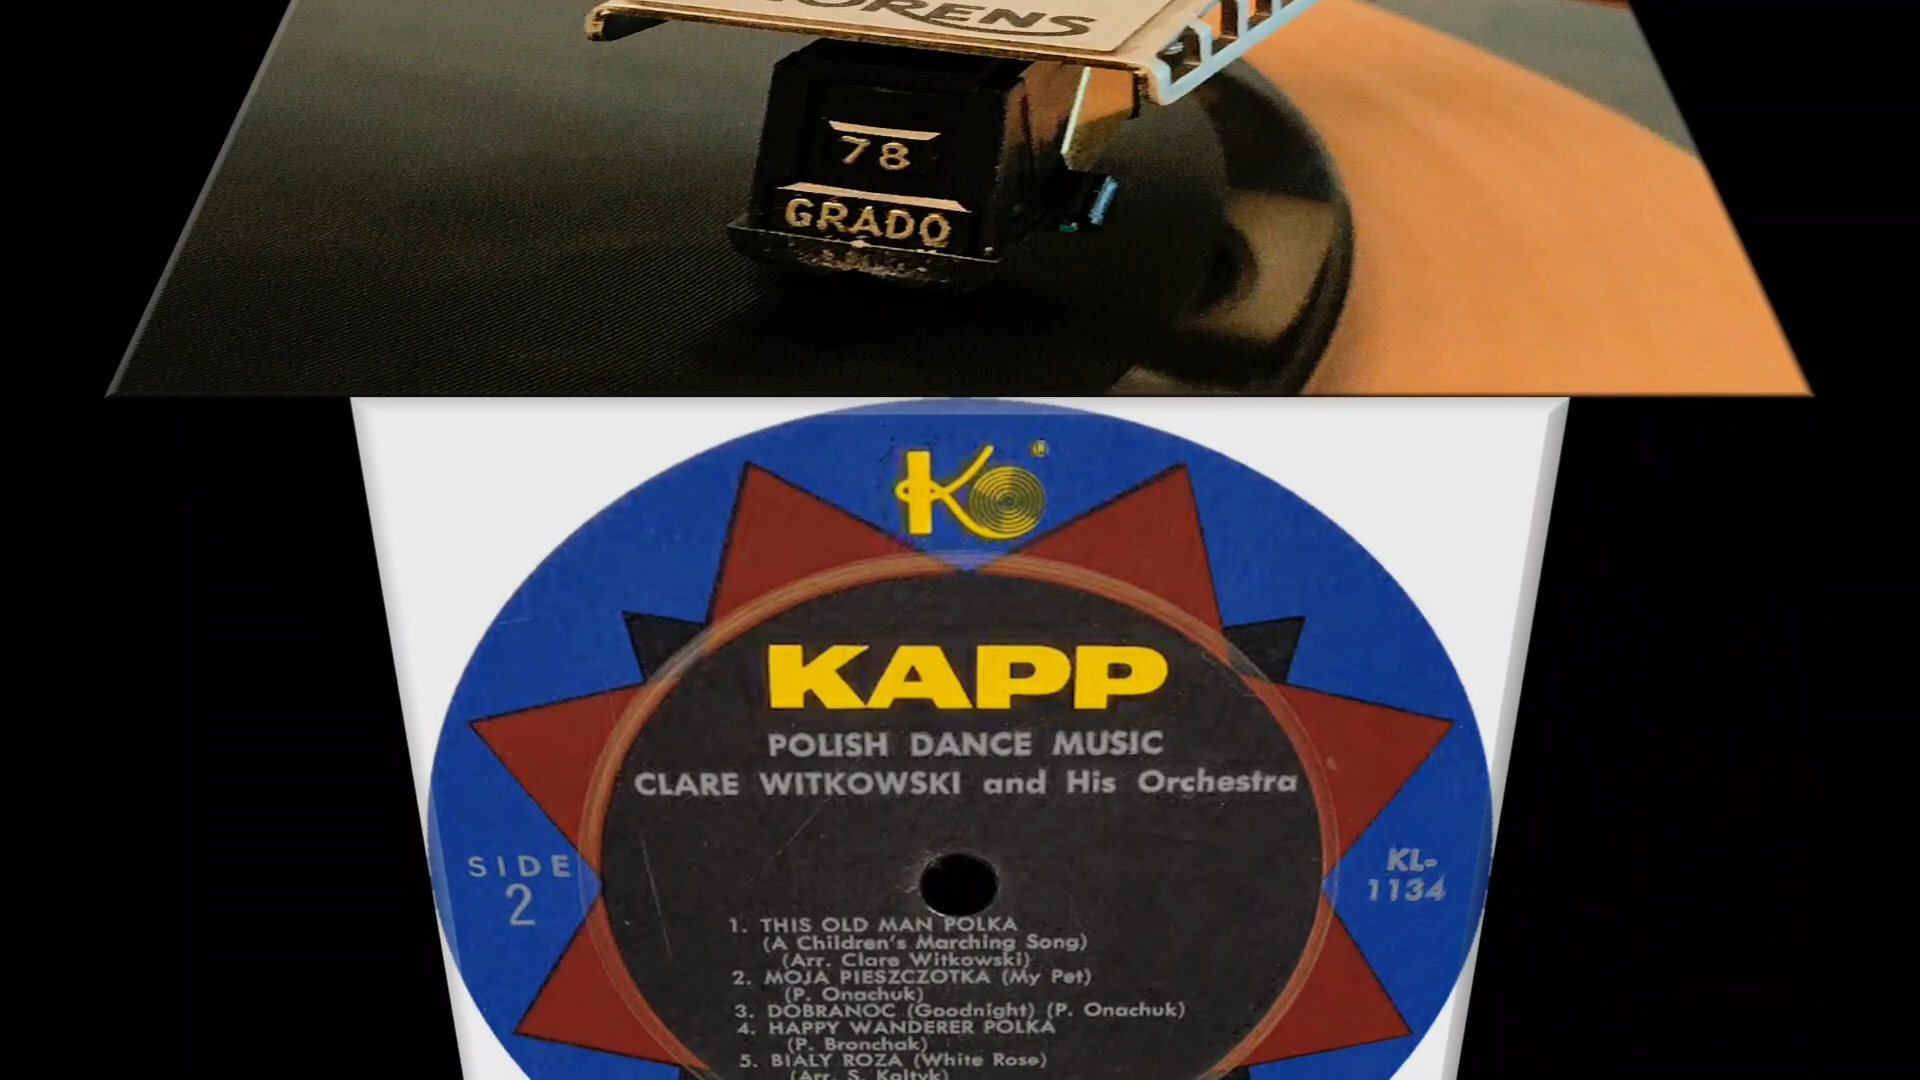 ORENS
78
GRADO
K
®
KAPP
POLISH DANCE MUSIC
CLARE WITKOWSKI and His Orchestra
SIDE
2
KL-
1134
1. THIS OLD MAN POLKA
(A Children's Marching Song)
(Arr. Clare Witkowski)
2. MOJA PIESZCZOTKA (My Pet)
(P. Onachuk)
3. DOBRANOC (Goodnight) (P. Onachuk)
4. HAPPY WANDERER POLKA
(P. Bronchak)
5. BIALY ROZA (White Rose)
(Arr. S. Koltyk)